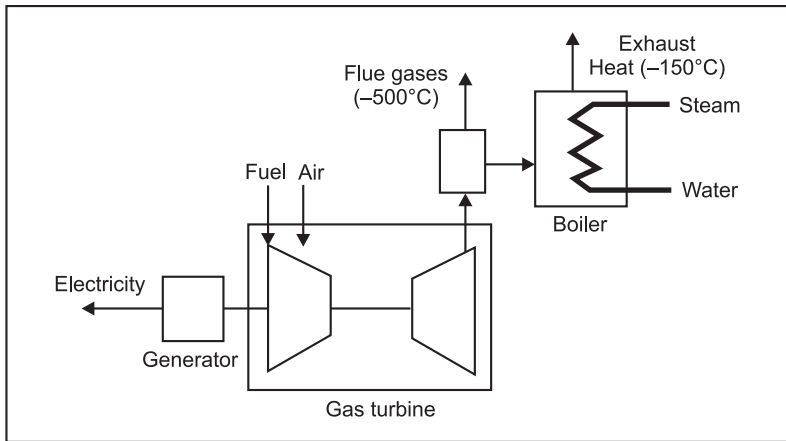 Exhaust
Heat (–150°C)
Flue gases
(–500°C)
Steam
Water
Boiler
Fuel Air
Electricity
Generator
Gas turbine